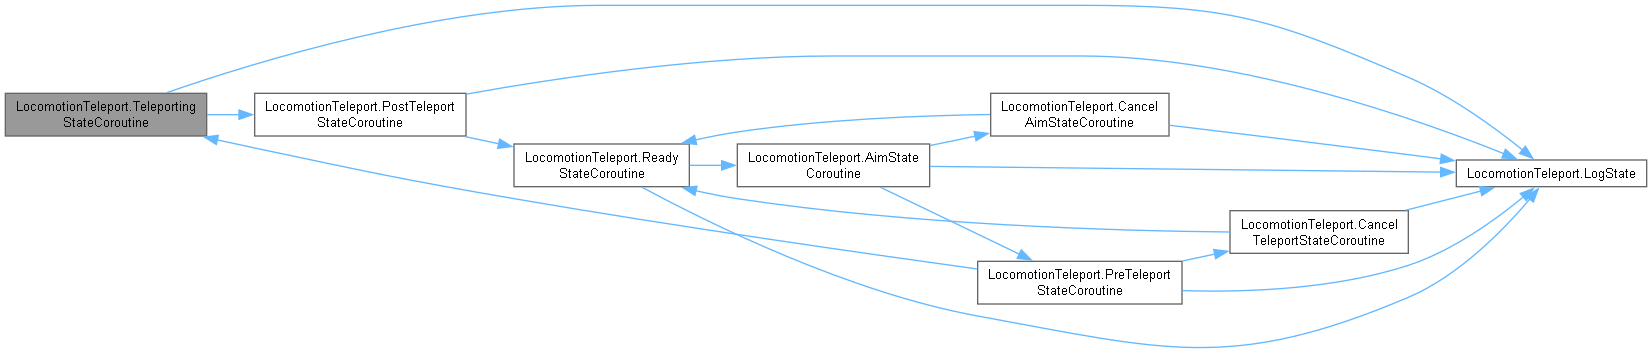 LocomotionTeleport.Teleporting
StateCoroutine
LocomotionTeleport.PostTeleport
StateCoroutine
LocomotionTeleport.Ready
StateCoroutine
LocomotionTeleport.AimState
Coroutine
LocomotionTeleport.Cancel
AimStateCoroutine
LocomotionTeleport.PreTeleport
StateCoroutine
LocomotionTeleport.Cancel
TeleportStateCoroutine
LocomotionTeleport.LogState